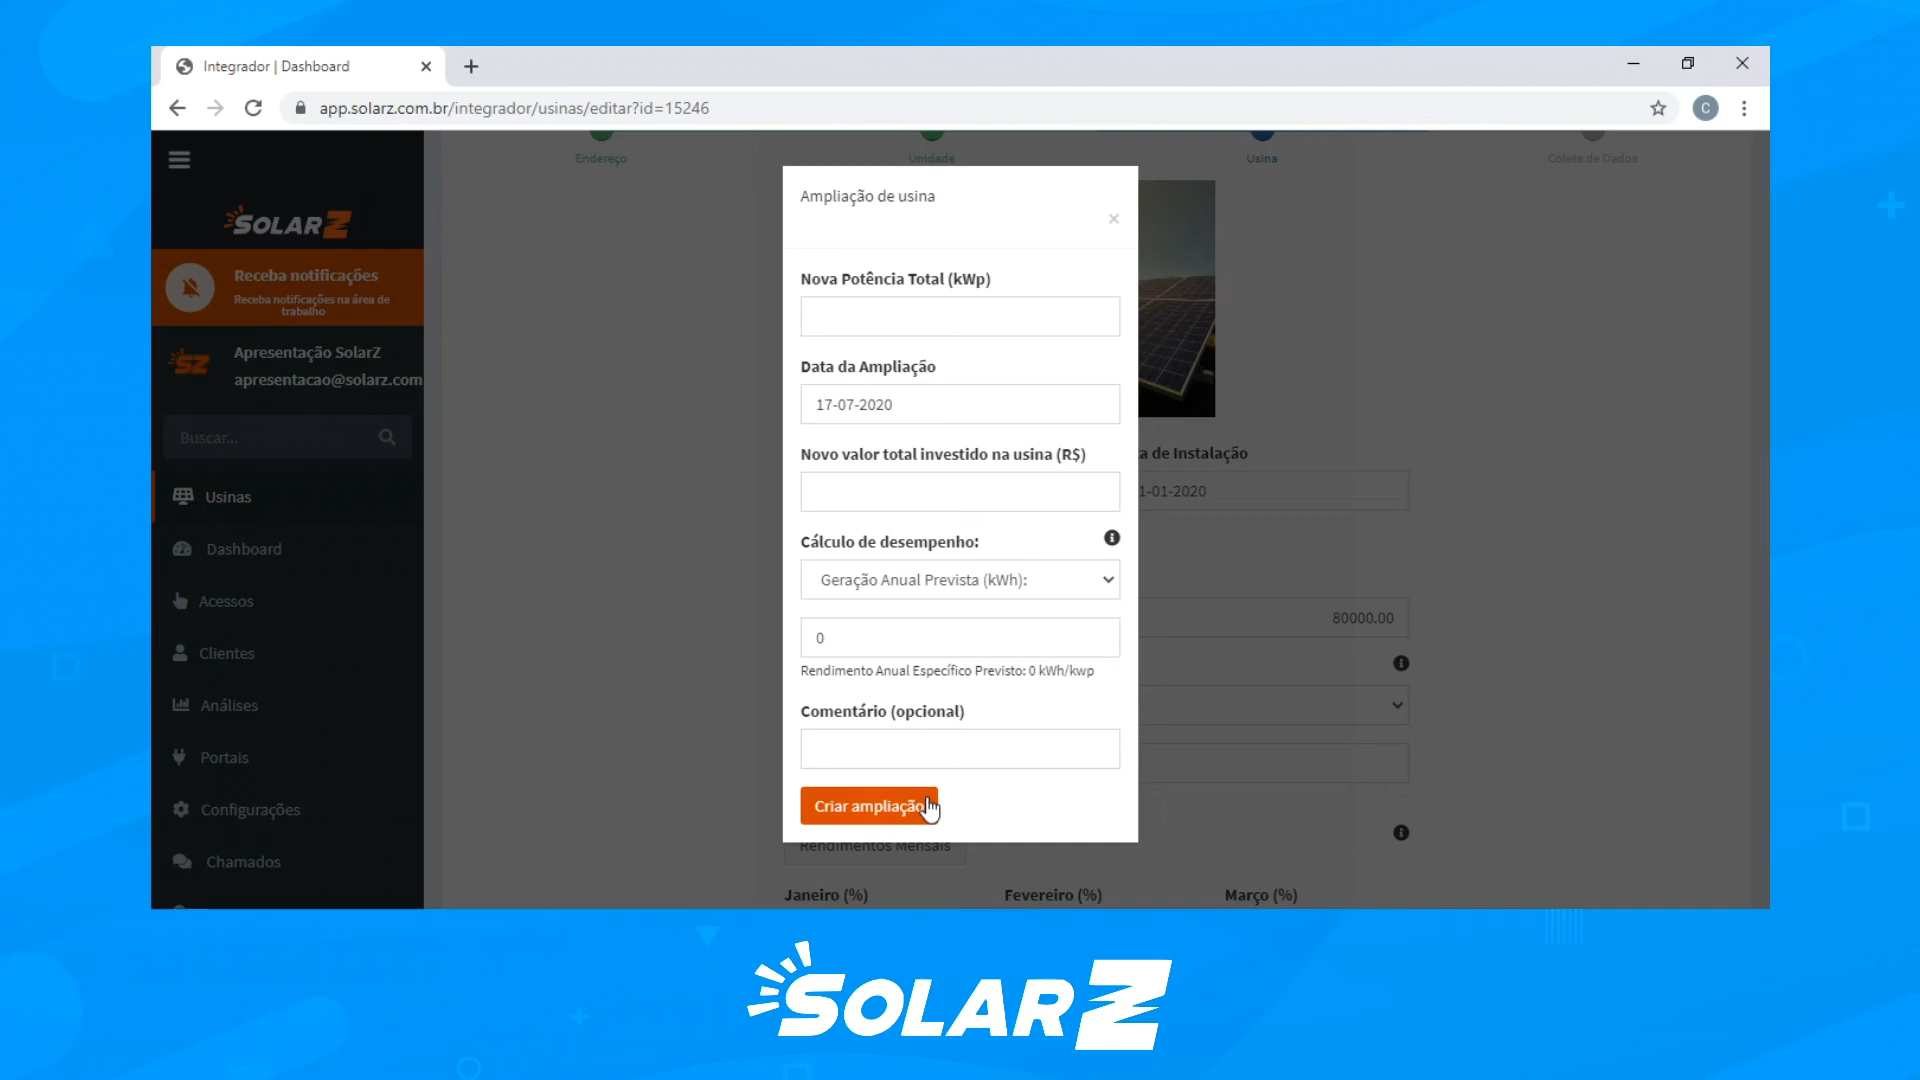 Integrador | Dashboard
app.solarz.com.br/integrador/usinas/editar?id=15246
C
Endereço
Unidade
Usina
Coleta de Dados
SOLARZ
Receba notificações
Receba notificações na área de
trabalho
SZ
Apresentação SolarZ
apresentacao@solarz.com
Buscar...
Usinas
Dashboard
Acessos
Clientes
Análises
Portais
Configurações
Chamados
Ampliação de usina
×
Nova Potência Total (kWp)
Data da Ampliação
17-07-2020
Novo valor total investido na usina (R$)
Cálculo de desempenho:
Geração Anual Prevista (kWh):
0
Rendimento Anual Específico Previsto: 0 kWh/kwp
Comentário (opcional)
Criar ampliação
a de Instalação
1-01-2020
80000.00
Rendimentos Mensais
Janeiro (%)
Fevereiro (%)
Março (%)
SOLARZ